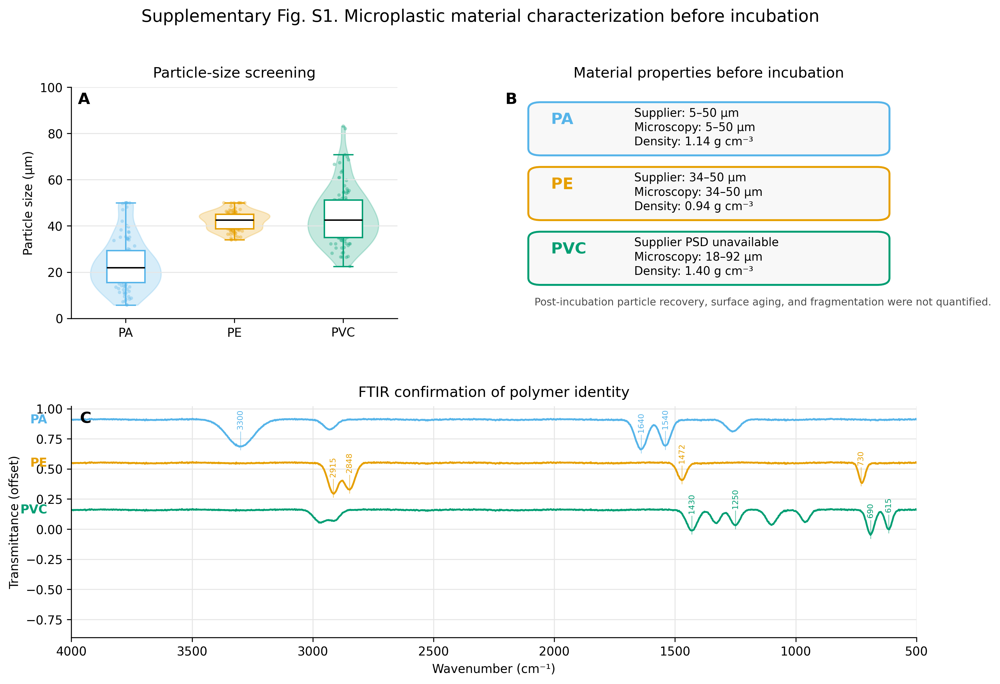 Supplementary Fig. S1. Microplastic material characterization before incubation
Particle-size screening
A
Particle size (μm)
100
80
60
40
20
0
PA
PE
PVC
Material properties before incubation
B
PA
Supplier: 5–50 μm
Microscopy: 5–50 μm
Density: 1.14 g cm⁻³
PE
Supplier: 34–50 μm
Microscopy: 34–50 μm
Density: 0.94 g cm⁻³
PVC
Supplier PSD unavailable
Microscopy: 18–92 μm
Density: 1.40 g cm⁻³
Post-incubation particle recovery, surface aging, and fragmentation were not quantified.
FTIR confirmation of polymer identity
C
Transmittance (offset)
1.00
0.75
0.50
0.25
0.00
−0.25
−0.50
−0.75
PA
PE
PVC
3300
1640
1540
2915
2848
1472
730
1430
1250
690
615
4000
3500
3000
2500
2000
1500
1000
500
Wavenumber (cm⁻¹)